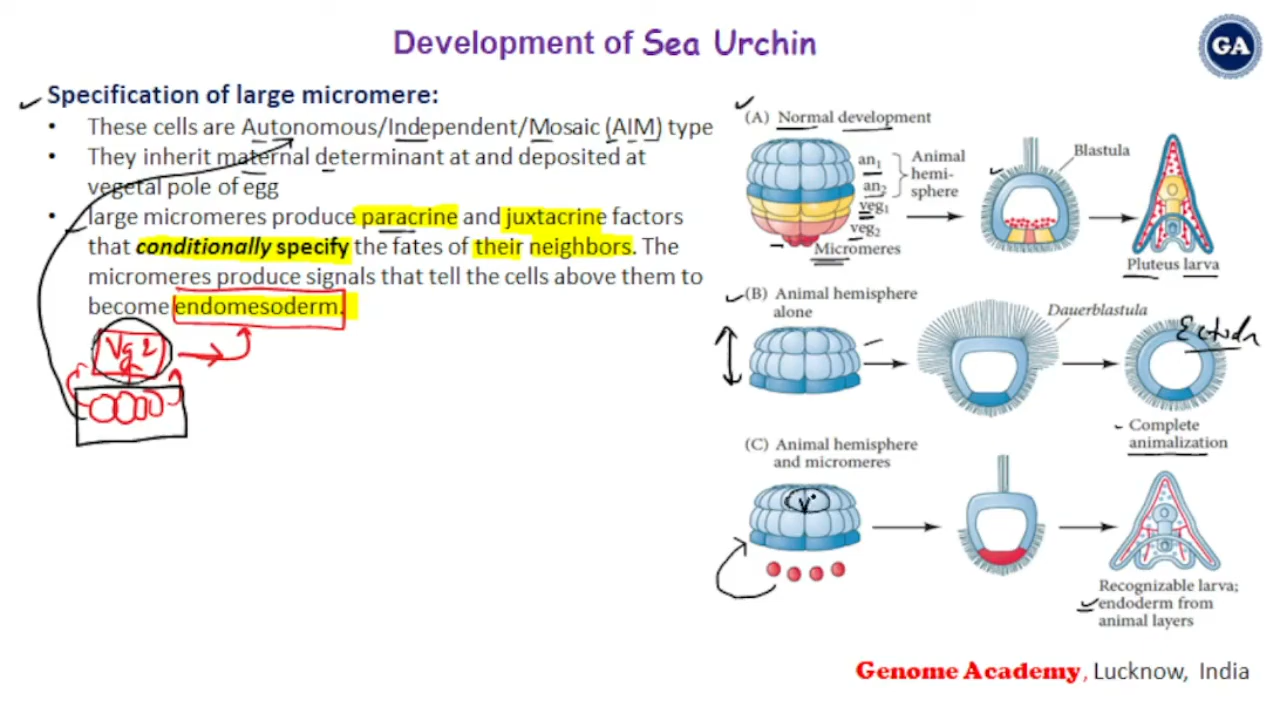 Development of Sea Urchin
GA
Specification of large micromere:
• These cells are Autonomous/Independent/Mosaic (AIM) type
• They inherit maternal determinant at and deposited at
vegetal pole of egg
• large micromeres produce paracrine and juxtacrine factors
that conditionally specify the fates of their neighbors. The
micromeres produce signals that tell the cells above them to
become endomesoderm.
Vg 2
(A) Normal development
an1
an2
Animal
hemi-
sphere
veg1
veg2
Micromeres
Blastula
Pluteus larva
(B) Animal hemisphere
alone
Dauerblastula
Complete
animalization
(C) Animal hemisphere
and micromeres
Recognizable larva;
endoderm from
animal layers
Genome Academy, Lucknow, India